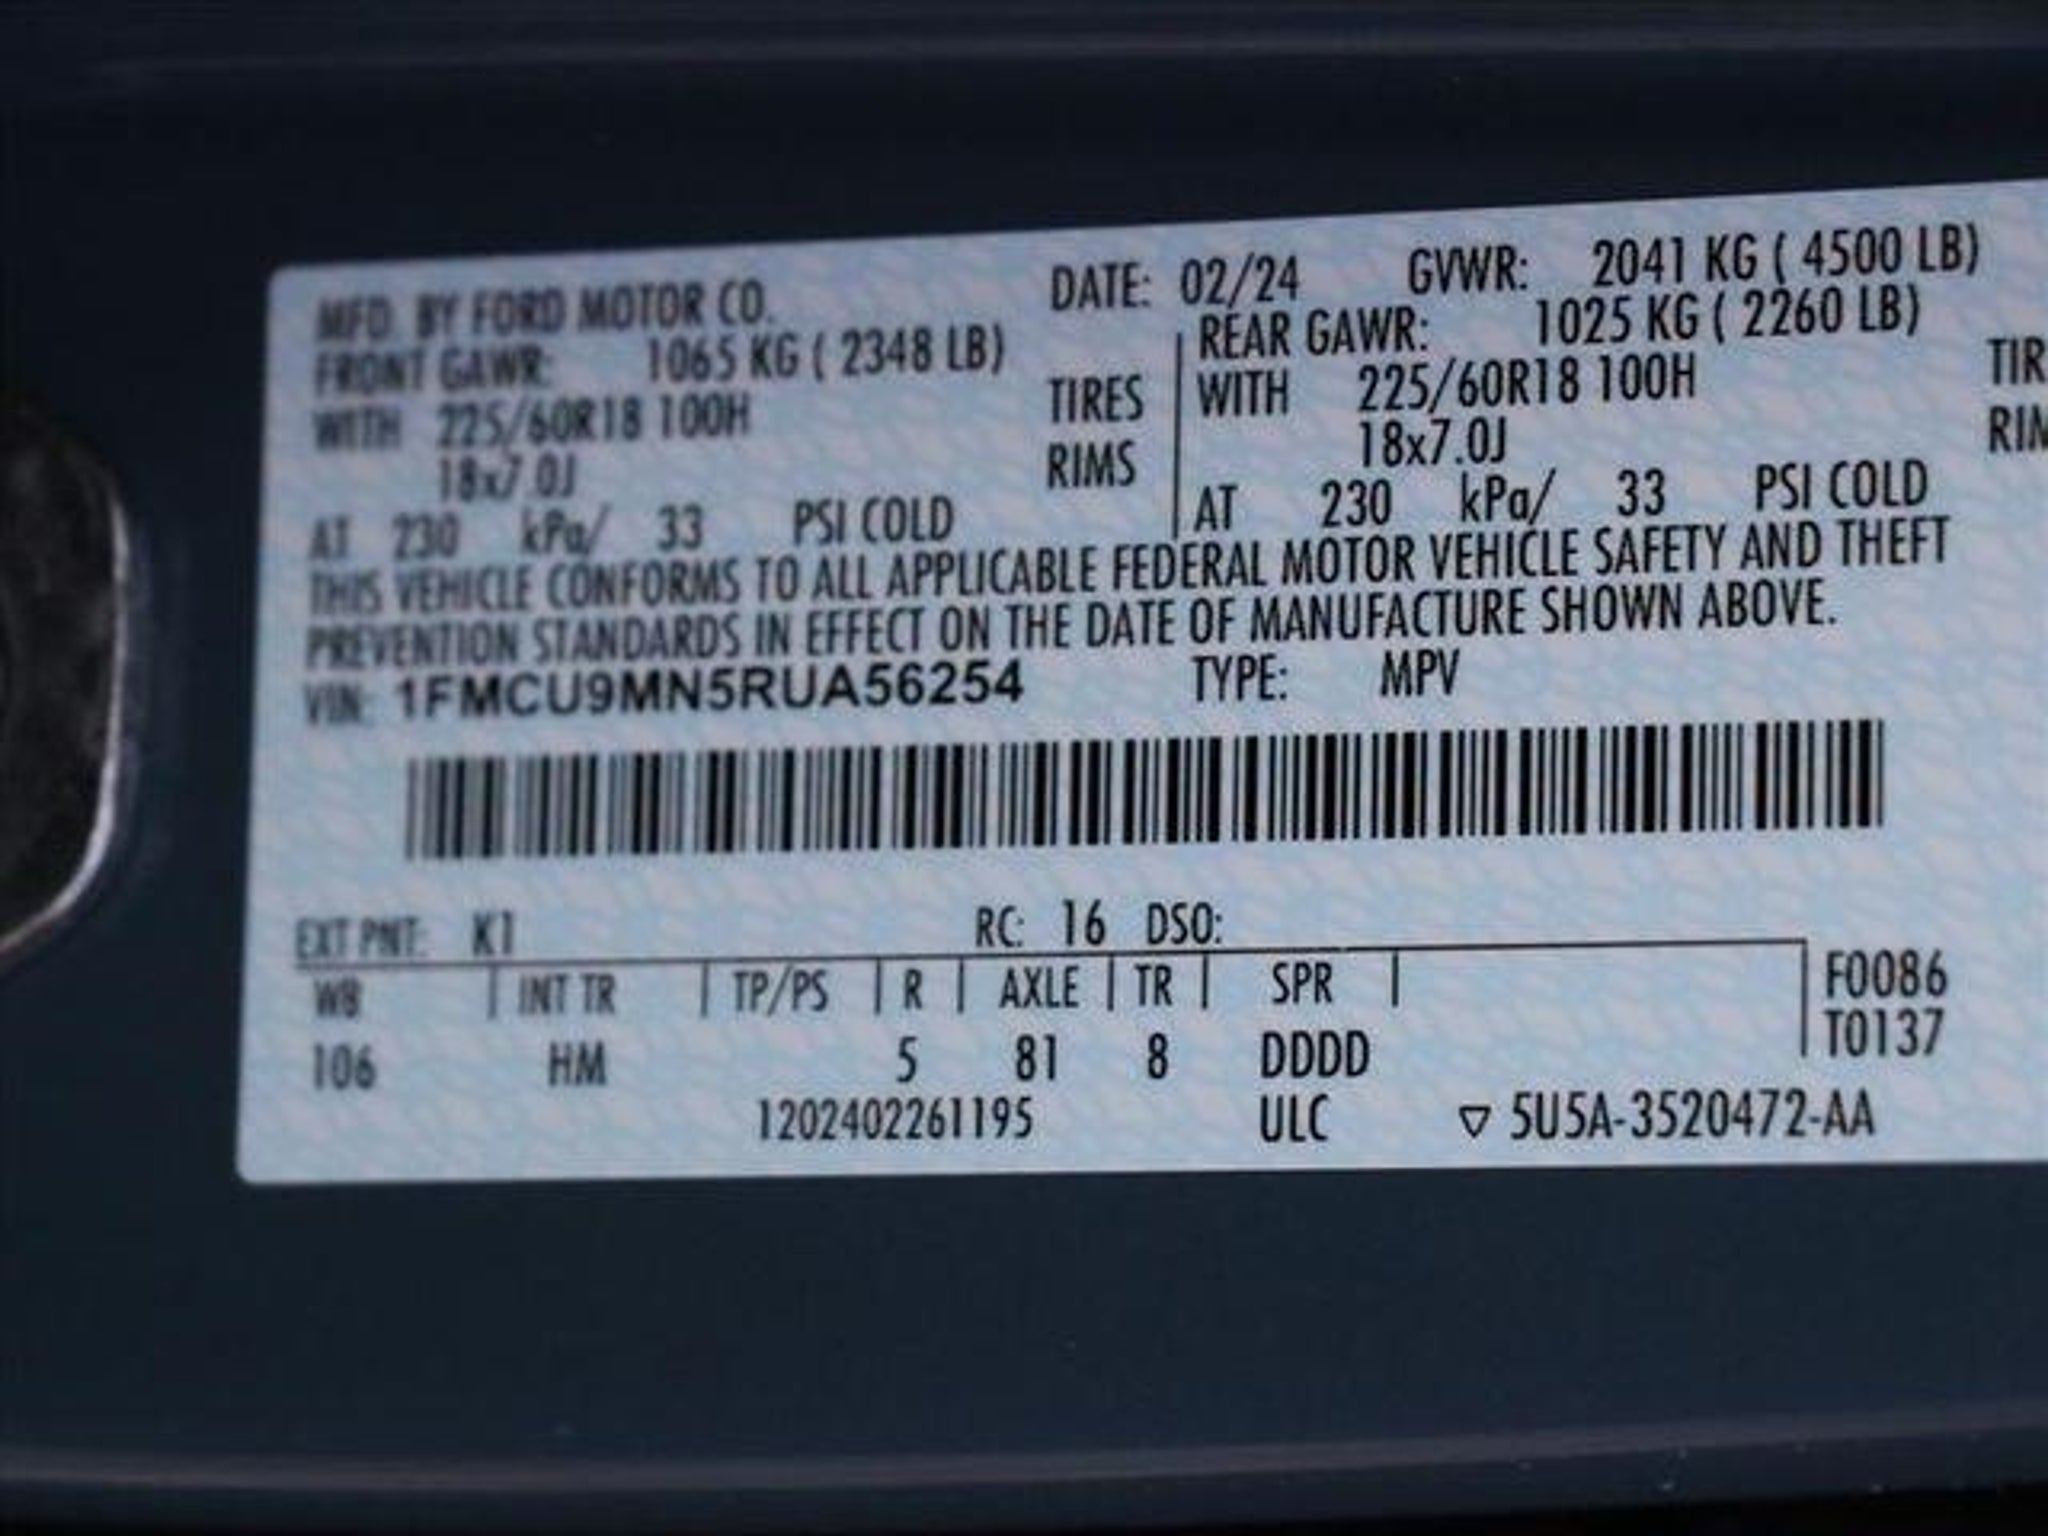 MFD. BY FORD MOTOR CO. DATE: 02/24 GVWR: 2041 KG ( 4500 LB)
FRONT GAWR: 1065 KG ( 2348 LB) REAR GAWR: 1025 KG ( 2260 LB)
WITH 225/60R18 100H TIRES WITH 225/60R18 100H TIR
18x7.0J RIMS 18x7.0J RIM
AT 230 kPa/ 33 PSI COLD AT 230 kPa/ 33 PSI COLD
THIS VEHICLE CONFORMS TO ALL APPLICABLE FEDERAL MOTOR VEHICLE SAFETY AND THEFT
PREVENTION STANDARDS IN EFFECT ON THE DATE OF MANUFACTURE SHOWN ABOVE.
VIN: 1FMCU9MN5RUA56254 TYPE: MPV
EXT PNT: K1 RC: 16 DSO:
WB INT TR TP/PS R AXLE TR SPR F0086
T0137
106 HM 5 81 8 DDDD
1202402261195 ULC ▽ 5U5A-3520472-AA